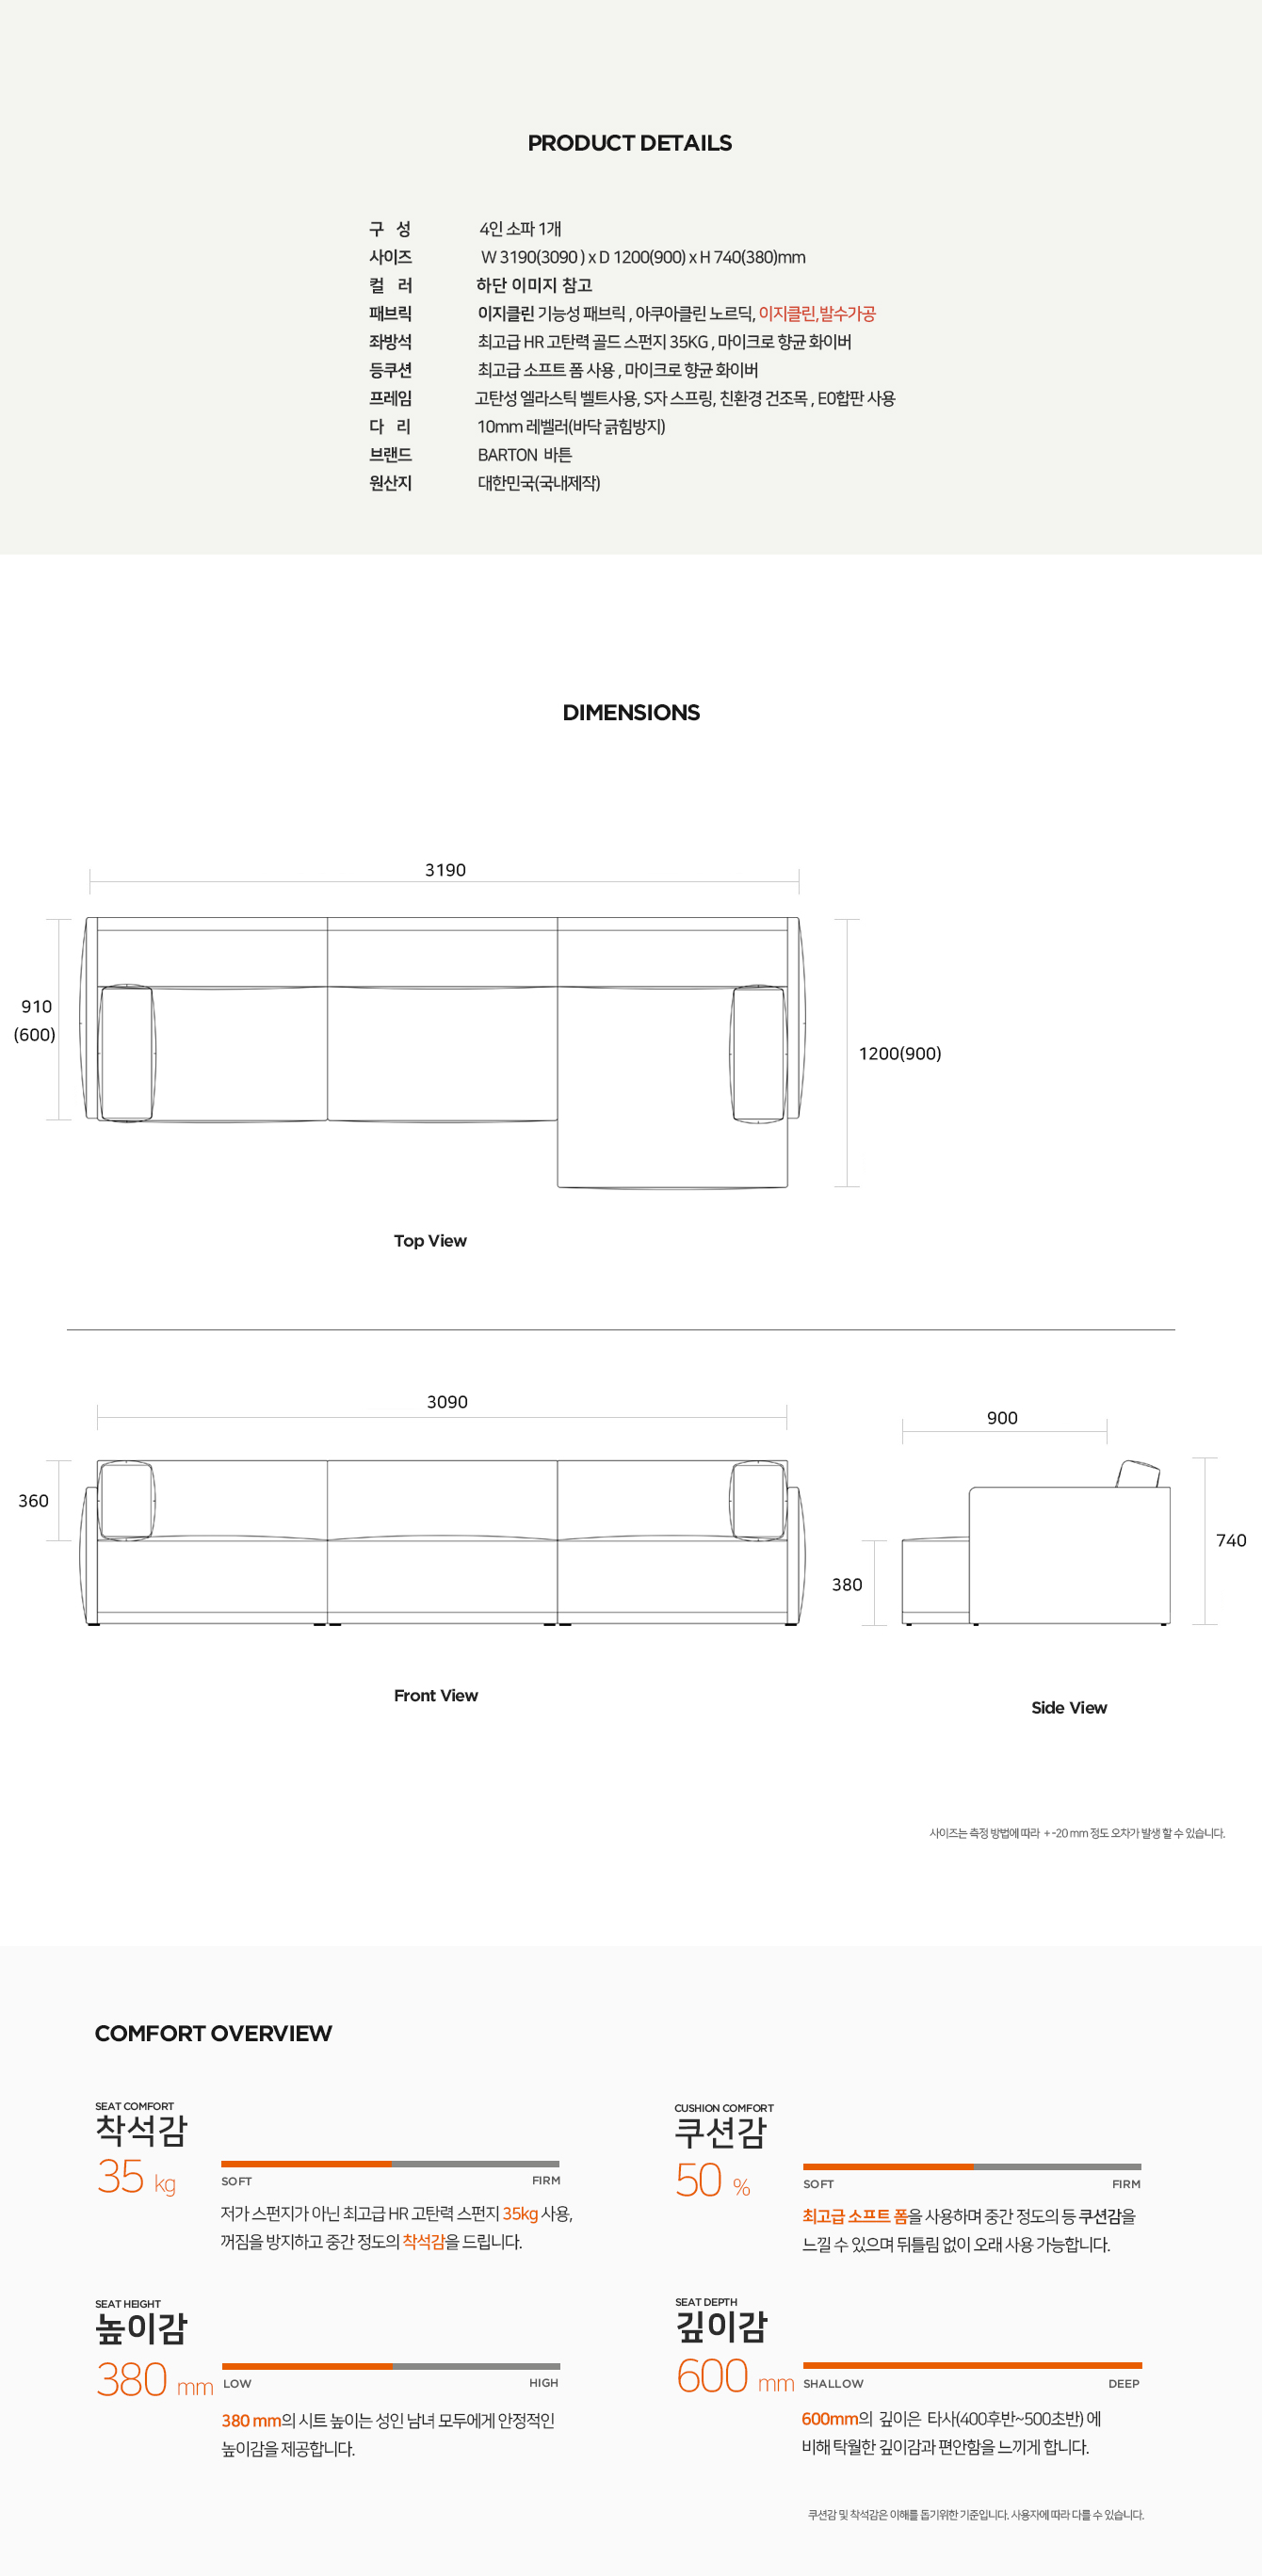 PRODUCT DETAILS
구 성 4인 소파 1개
사이즈 W 3190(3090 ) x D 1200(900) x H 740(380)mm
컬 러 하단 이미지 참고
패브릭 이지클린 기능성 패브릭 , 아쿠아클린 노르딕, 이지클린,발수가공
좌방석 최고급 HR 고탄력 골드 스펀지 35KG , 마이크로 향균 화이버
등쿠션 최고급 소프트 폼 사용 , 마이크로 향균 화이버
프레임 고탄성 엘라스틱 벨트사용, S자 스프링, 친환경 건조목 , E0합판 사용
다 리 10mm 레벨러(바닥 긁힘방지)
브랜드 BARTON 바튼
원산지 대한민국(국내제작)
DIMENSIONS
3190
910
(600)
1200(900)
Top View
3090
900
360
740
380
Front View
Side View
사이즈는 측정 방법에 따라 + -20 mm 정도 오차가 발생 할 수 있습니다.
COMFORT OVERVIEW
SEAT COMFORT
착석감
35 kg
SOFT FIRM
저가 스펀지가 아닌 최고급 HR 고탄력 스펀지 35kg 사용,
꺼짐을 방지하고 중간 정도의 착석감을 드립니다.
CUSHION COMFORT
쿠션감
50 %
SOFT FIRM
최고급 소프트 폼을 사용하며 중간 정도의 등 쿠션감을
느낄 수 있으며 뒤틀림 없이 오래 사용 가능합니다.
SEAT HEIGHT
높이감
380 mm
LOW HIGH
380 mm의 시트 높이는 성인 남녀 모두에게 안정적인
높이감을 제공합니다.
SEAT DEPTH
깊이감
600 mm
SHALLOW DEEP
600mm의 깊이은 타사(400후반~500초반) 에
비해 탁월한 깊이감과 편안함을 느끼게 합니다.
쿠션감 및 착석감은 이해를 돕기위한 기준입니다. 사용자에 따라 다를 수 있습니다.